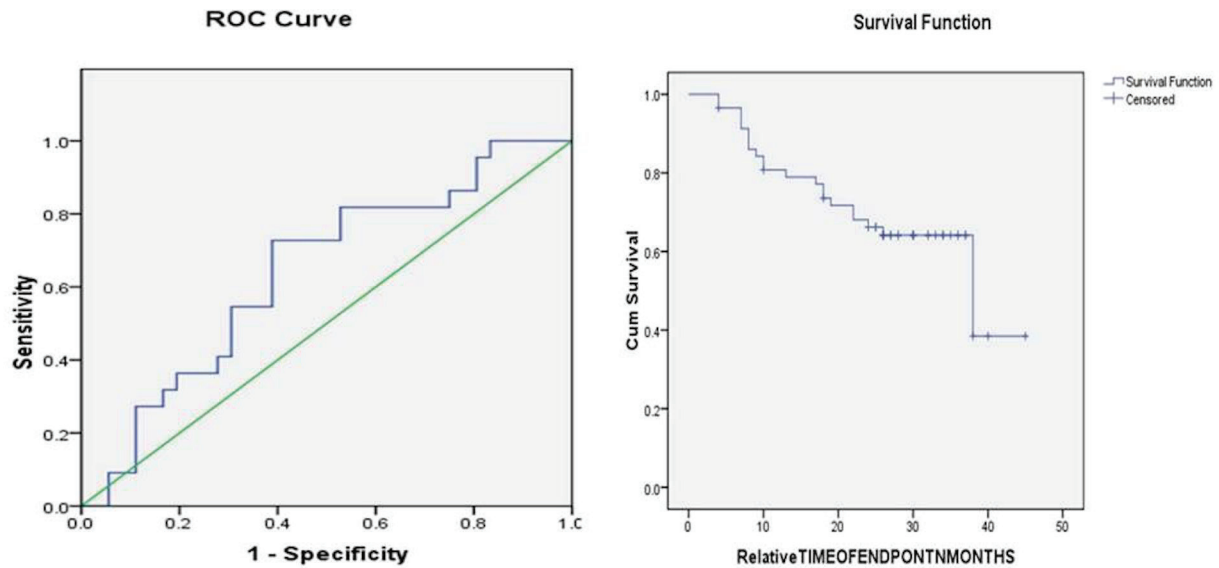 ROC Curve
Sensitivity
1.0
0.8
0.6
0.4
0.2
0.0
0.0 0.2 0.4 0.6 0.8 1.0
1 - Specificity
Survival Function
Cum Survival
1.0
0.8
0.6
0.4
0.2
0.0
0 10 20 30 40 50
RelativeTIMEOFENDPONTNMONTHS
Survival Function
Censored